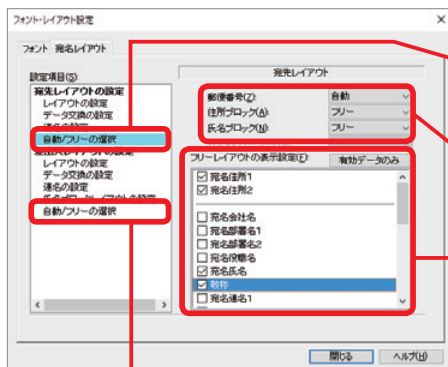 フォント・レイアウト設定
フォント 宛名レイアウト
設定項目(S):
宛先レイアウトの設定
レイアウトの設定
データ交換の設定
自動/フリーの選択
レイアウトの設定
データ交換の設定
連名の設定
自動/フリーの選択
宛先レイアウト
郵便番号(Z): 自動
住所ブロック(A): フリー
氏名ブロック(N): フリー
フリーレイアウトの表示設定(F): 有効データのみ
宛名住所1
宛名住所2
宛名会社名
宛名部署名1
宛名部署名2
宛名役職名
宛名氏名
敬称
宛名連名1
閉じる ヘルプ(H)